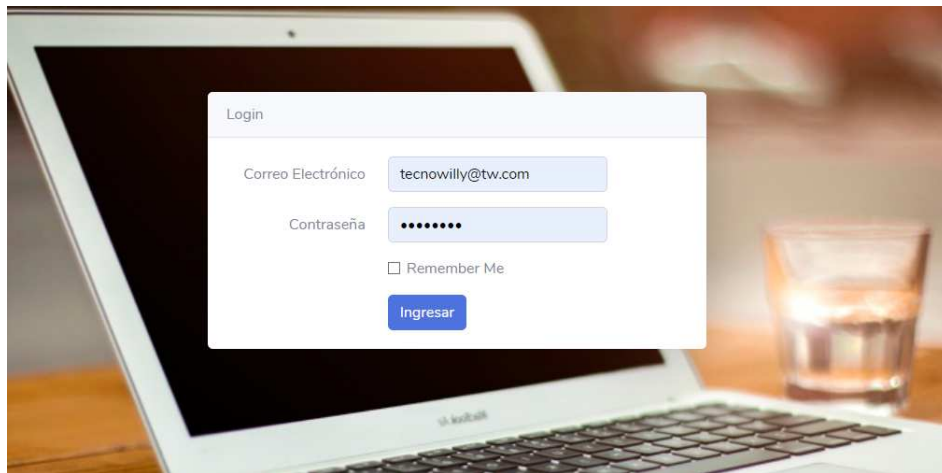 Login
Correo Electrónico
tecnowilly@tw.com
Contraseña
••••••••
Remember Me
Ingresar